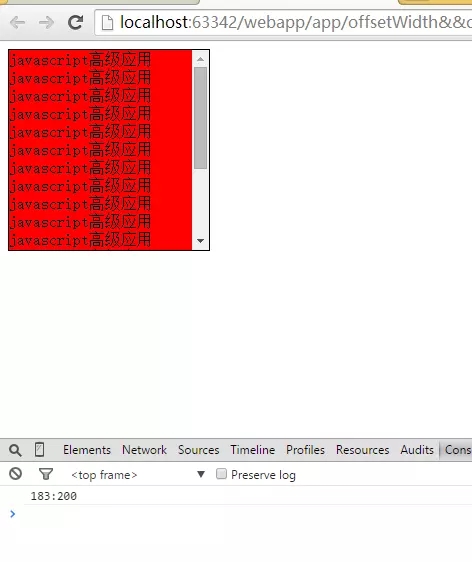 localhost:63342/webapp/app/offsetWidth&&c
javascript高级应用
javascript高级应用
javascript高级应用
javascript高级应用
javascript高级应用
javascript高级应用
javascript高级应用
javascript高级应用
javascript高级应用
javascript高级应用
javascript高级应用
Elements Network Sources Timeline Profiles Resources Audits Cons
<top frame> ▼ Preserve log
183:200